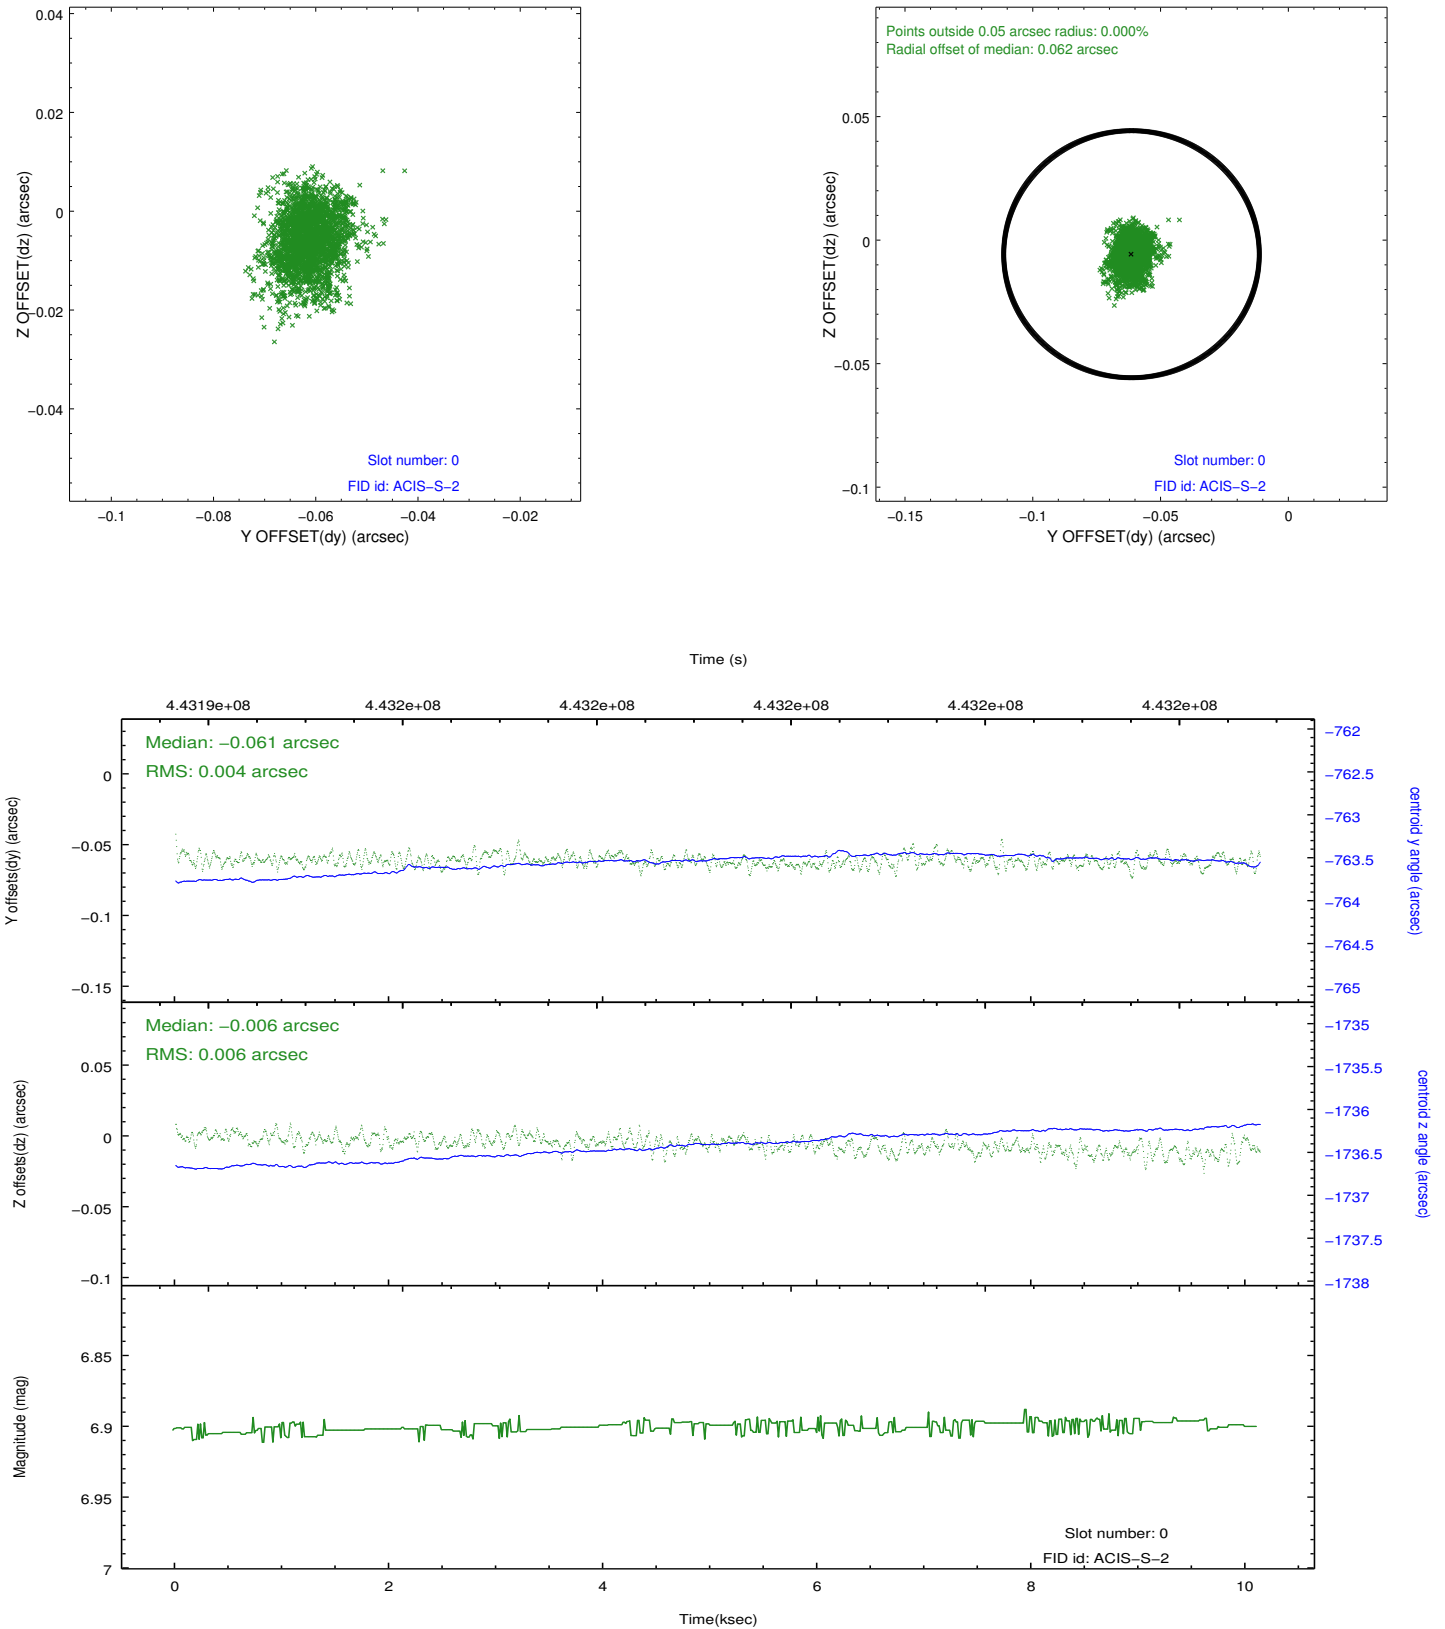 0.04
0.02
0
−0.02
−0.04
Z OFFSET(dz) (arcsec)
Slot number: 0
FID id: ACIS−S−2
−0.1
−0.08
−0.06
−0.04
−0.02
Y OFFSET(dy) (arcsec)
Points outside 0.05 arcsec radius: 0.000%
Radial offset of median: 0.062 arcsec
0.05
0
−0.05
−0.1
Z OFFSET(dz) (arcsec)
Slot number: 0
FID id: ACIS−S−2
−0.15
−0.1
−0.05
0
Y OFFSET(dy) (arcsec)
Time (s)
4.4319e+08
4.432e+08
4.432e+08
4.432e+08
4.432e+08
4.432e+08
Median: −0.061 arcsec
RMS: 0.004 arcsec
0
−0.05
−0.1
−0.15
Y offsets(dy) (arcsec)
−762
−762.5
−763
−763.5
−764
−764.5
−765
centroid y angle (arcsec)
Median: −0.006 arcsec
RMS: 0.006 arcsec
0.05
0
−0.05
−0.1
Z offsets(dz) (arcsec)
−1735
−1735.5
−1736
−1736.5
−1737
−1737.5
−1738
centroid z angle (arcsec)
6.85
6.9
6.95
7
Magnitude (mag)
Slot number: 0
FID id: ACIS−S−2
0
2
4
6
8
10
Time(ksec)